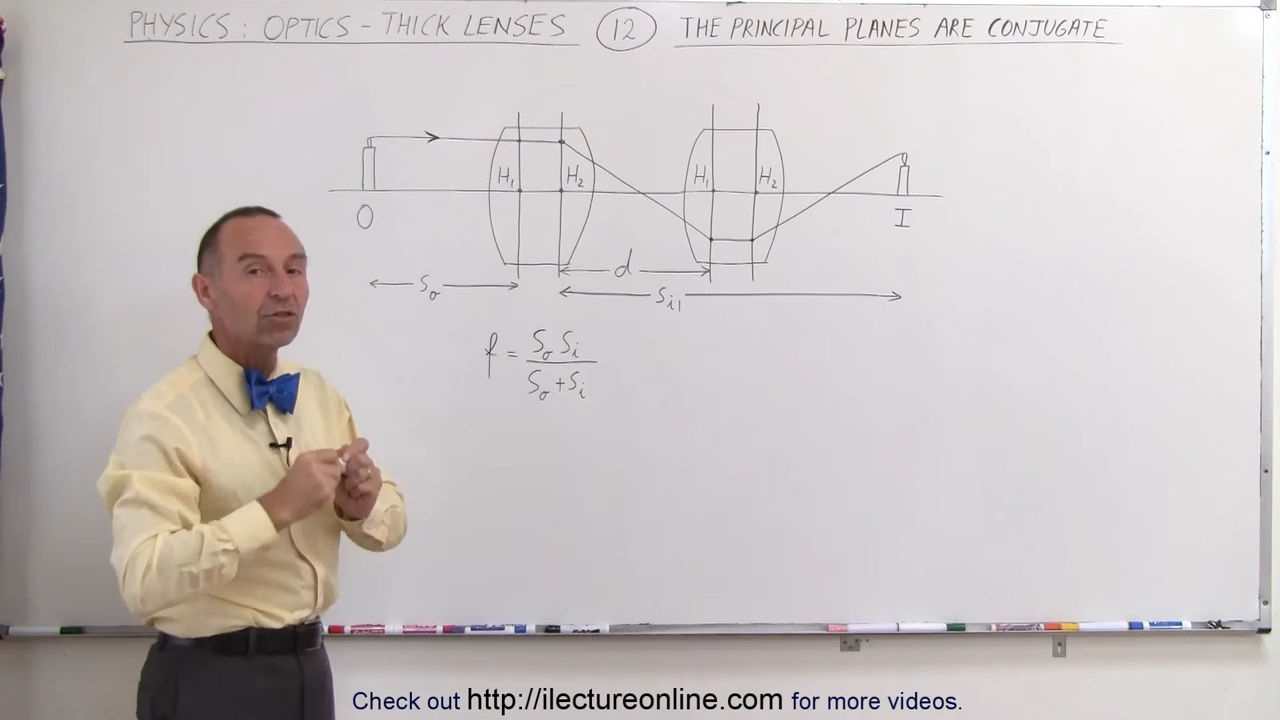 PHYSICS: OPTICS - THICK LENSES 12 THE PRINCIPAL PLANES ARE CONJUGATE
H₁ H₂ H₁ H₂
O I
d
Sₒ Sᵢ₁
f = SₒSᵢ / Sₒ+Sᵢ
Check out http://ilectureonline.com for more videos.